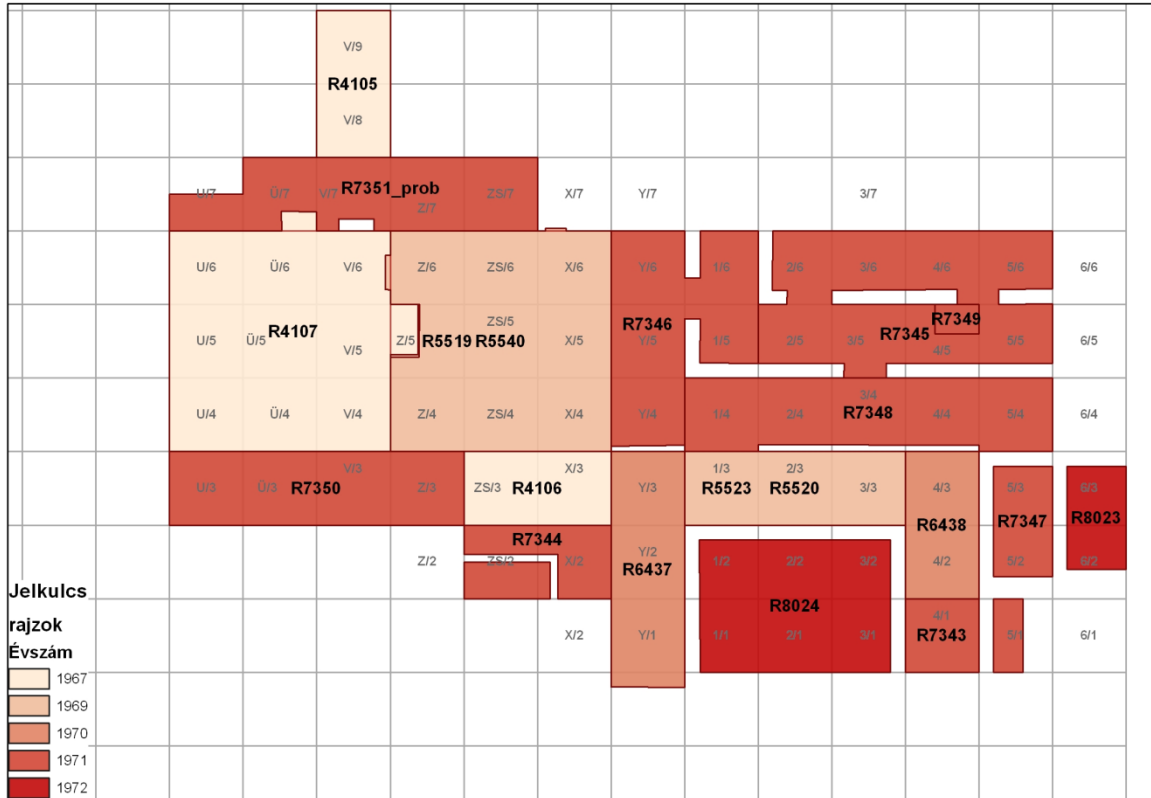 V/9
R4105
V/8
U/7 Ü/7 V/7 R7351_prob Z/7 ZS/7 X/7 Y/7 3/7
U/6 Ü/6 V/6 Z/6 ZS/6 X/6 Y/6 1/6 2/6 3/6 4/6 5/6 6/6
U/5 Ü/5 R4107 V/5 Z/5 R5519 ZS/5 R5540 X/5 R7346 Y/5 1/5 2/5 3/5 R7345 R7349 4/5 5/5 6/5
U/4 Ü/4 V/4 Z/4 ZS/4 X/4 Y/4 1/4 2/4 3/4 R7348 4/4 5/4 6/4
U/3 Ü/3 R7350 V/3 Z/3 ZS/3 R4106 X/3 Y/3 1/3 R5523 2/3 R5520 3/3 4/3 5/3 6/3
R6438 R7347 R8023
Z/2 R7344 ZS/2 X/2 Y/2 R6437 1/2 2/2 3/2 4/2 5/2 6/2
R8024
X/2 Y/1 1/1 2/1 3/1 4/1 R7343 5/1 6/1
Jelkulcs
rajzok
Évszám
1967
1969
1970
1971
1972